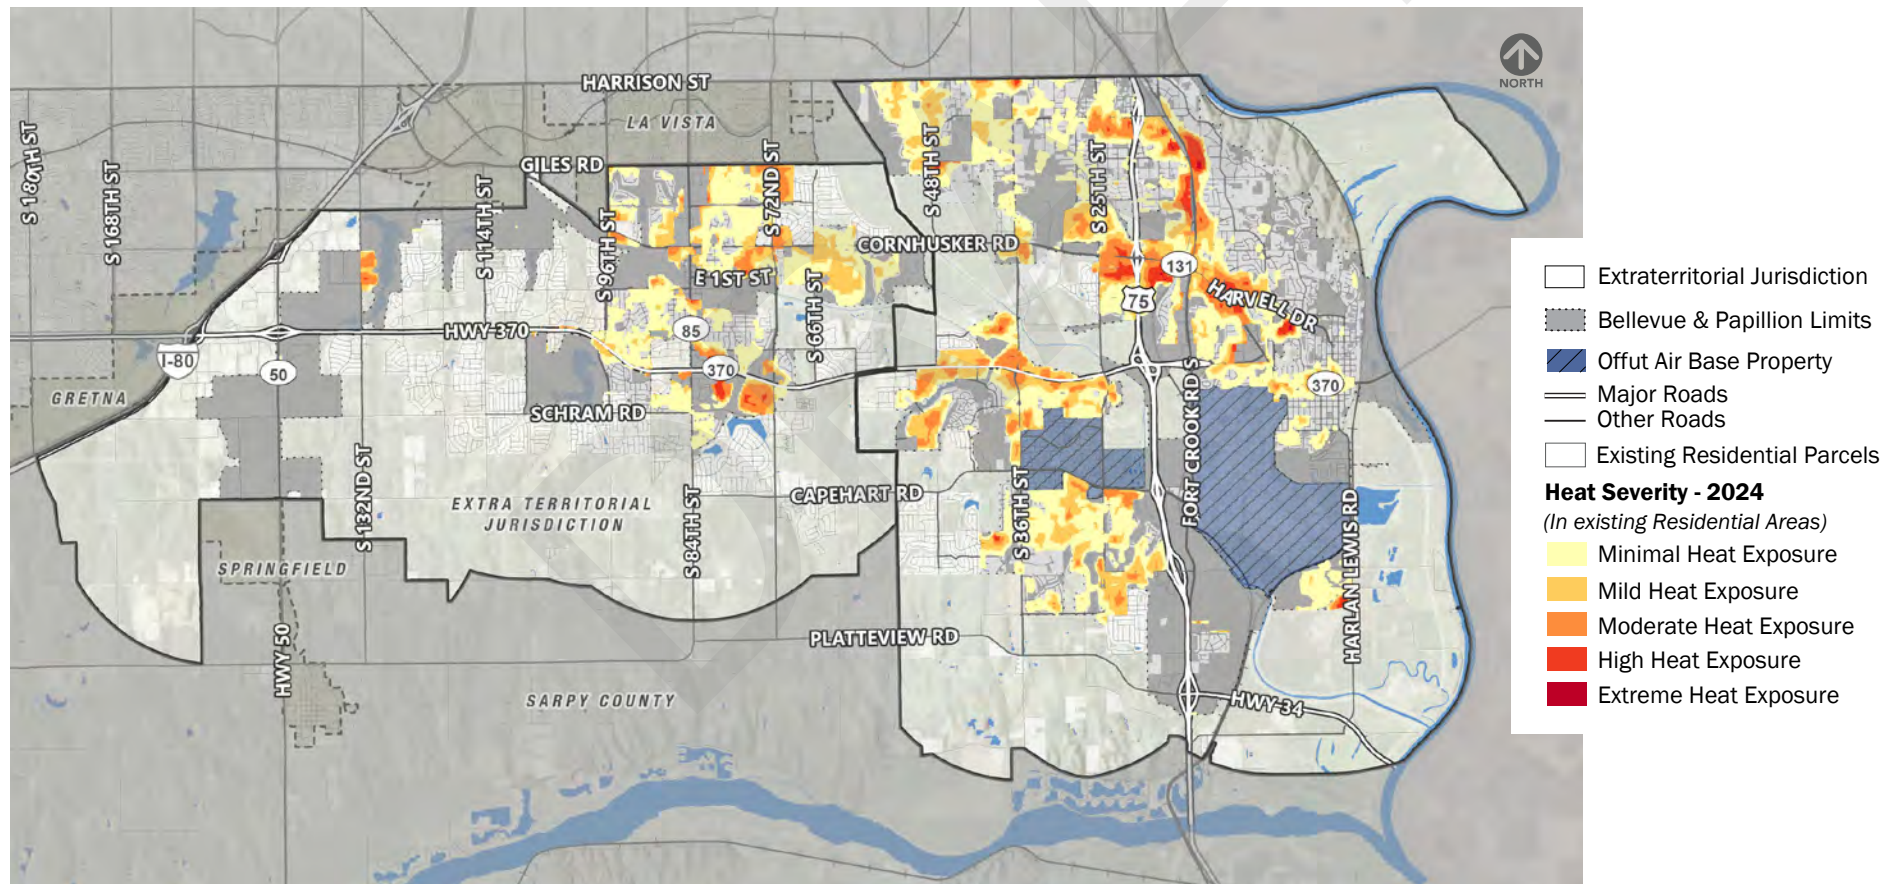 HARRISON ST
LA VISTA
NORTH
S 180TH ST
S 168TH ST
S 114TH ST
GILES RD
S 96TH ST
S 72ND ST
S 48TH ST
S 25TH ST
CORNHUSKER RD
E 1ST ST
S 66TH ST
131
75
HARVELL DR
HWY 370
85
I-80
50
370
370
GRETNA
SCHRAM RD
FORT CROOK RD S
S 132ND ST
EXTRA TERRITORIAL
JURISDICTION
S 84TH ST
CAPEHART RD
S 36TH ST
HARLAN LEWIS RD
SPRINGFIELD
HWY 50
PLATTEVIEW RD
SARPY COUNTY
HWY 34
Extraterritorial Jurisdiction
Bellevue & Papillion Limits
Offut Air Base Property
Major Roads
Other Roads
Existing Residential Parcels
Heat Severity - 2024
(In existing Residential Areas)
Minimal Heat Exposure
Mild Heat Exposure
Moderate Heat Exposure
High Heat Exposure
Extreme Heat Exposure